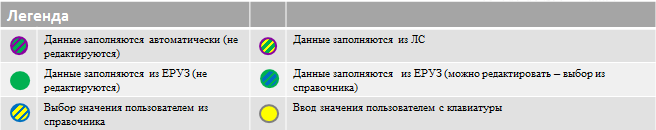 Легенда
Данные заполняются автоматически (не
редактируются)
Данные заполняются из ЛС
Данные заполняются из ЕРУЗ (не
редактируются)
Данные заполняются из ЕРУЗ (можно редактировать – выбор из
справочника)
Выбор значения пользователем из
справочника
Ввод значения пользователем с клавиатуры